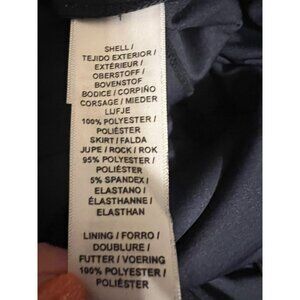 SHELL /
TEJIDO EXTERIOR /
EXTÉRIEUR /
OBERSTOFF /
BOVENSTOF
BODICE / CORPIÑO
CORSAGE / MIEDER
LIJFJE
100% POLYESTER /
POLIÉSTER
SKIRT / FALDA
JUPE / ROCK / ROK
95% POLYESTER /
POLIÉSTER
5% SPANDEX /
ELASTANO /
ÉLASTHANNE /
ELASTHAN
LINING / FORRO /
DOUBLURE /
FUTTER / VOERING
100% POLYESTER /
POLIÉSTER